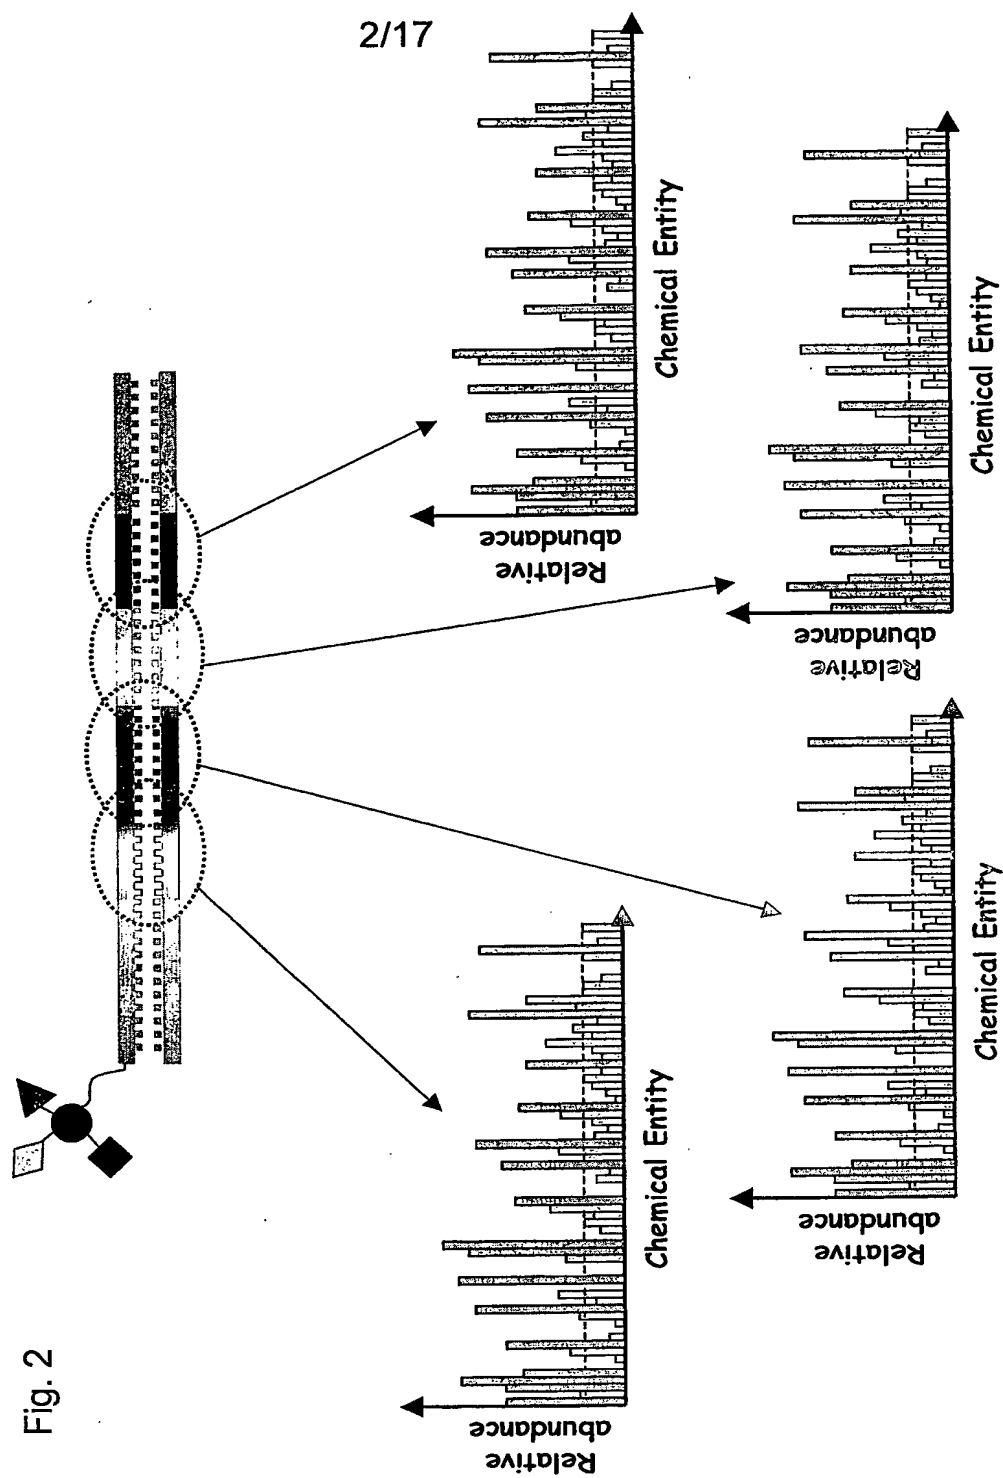 2/17
Fig. 2
Relative
abundance
Chemical Entity
Relative
abundance
Chemical Entity
Relative
abundance
Chemical Entity
Relative
abundance
Chemical Entity